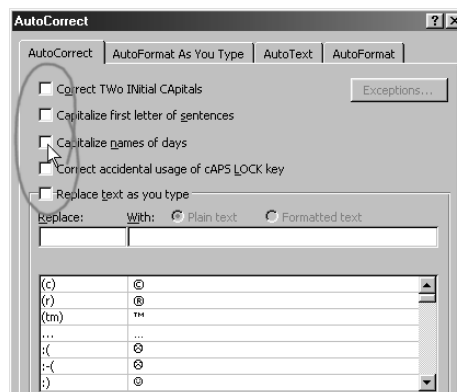 AutoCorrect
AutoCorrect AutoFormat As You Type AutoText AutoFormat
Correct TWo INitial CApitals Exceptions...
Capitalize first letter of sentences
Capitalize names of days
Correct accidental usage of cAPS LOCK key
Replace text as you type
Replace: With: Plain text Formatted text
(c) ©
(r) ®
(tm) ™
... ...
:( ☹
:-( ☹
:) ☺